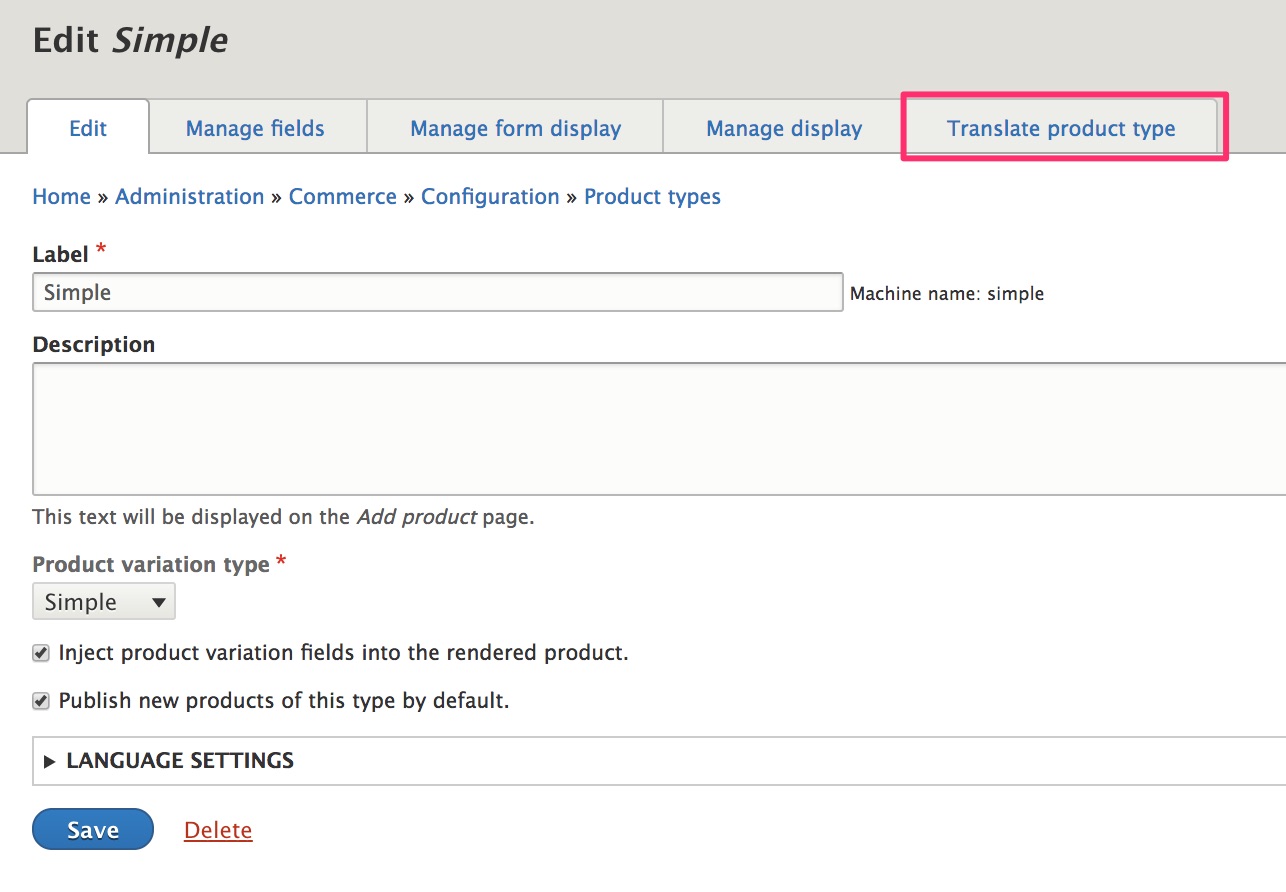 Edit Simple
Edit Manage fields Manage form display Manage display Translate product type
Home » Administration » Commerce » Configuration » Product types
Label *
Simple Machine name: simple
Description
This text will be displayed on the Add product page.
Product variation type *
Simple
Inject product variation fields into the rendered product.
Publish new products of this type by default.
LANGUAGE SETTINGS
Save Delete